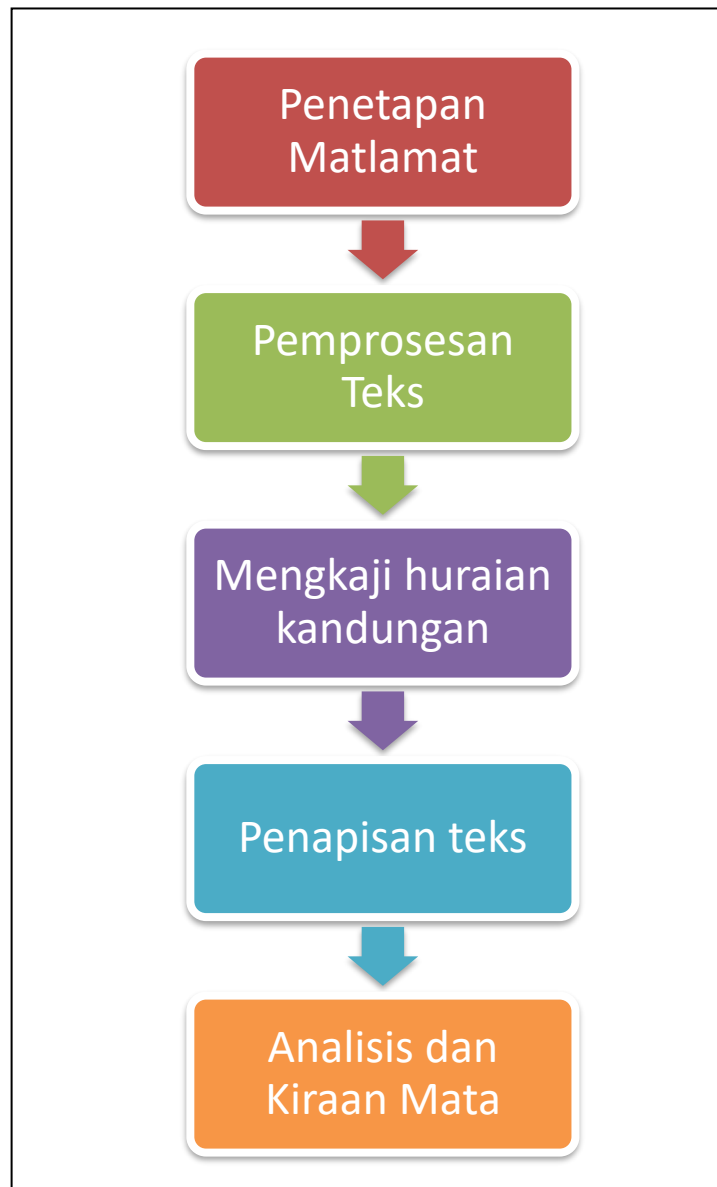 Penetapan
Matlamat
Pemprosesan
Teks
Mengkaji huraian
kandungan
Penapisan teks
Analisis dan
Kiraan Mata